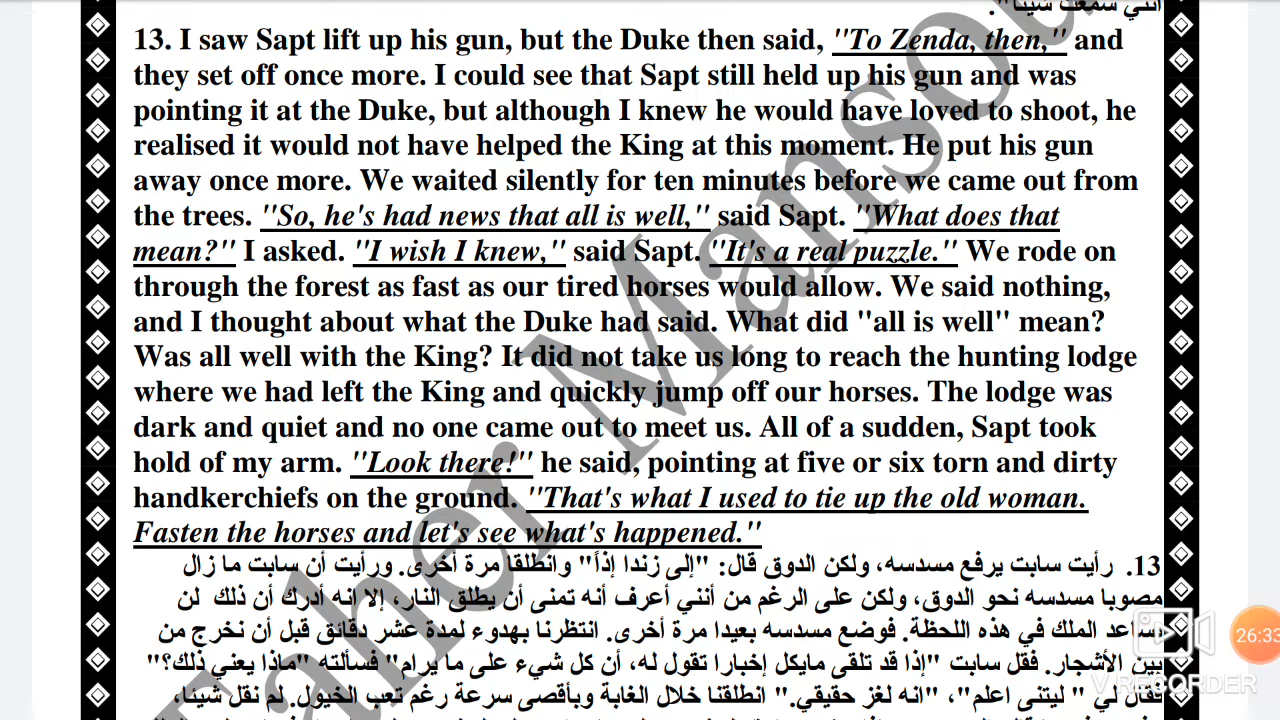 أنني سمعت شيئا".
13. I saw Sapt lift up his gun, but the Duke then said, "To Zenda, then," and
they set off once more. I could see that Sapt still held up his gun and was
pointing it at the Duke, but although I knew he would have loved to shoot, he
realised it would not have helped the King at this moment. He put his gun
away once more. We waited silently for ten minutes before we came out from
the trees. "So, he's had news that all is well," said Sapt. "What does that
mean?" I asked. "I wish I knew," said Sapt. "It's a real puzzle." We rode on
through the forest as fast as our tired horses would allow. We said nothing,
and I thought about what the Duke had said. What did "all is well" mean?
Was all well with the King? It did not take us long to reach the hunting lodge
where we had left the King and quickly jump off our horses. The lodge was
dark and quiet and no one came out to meet us. All of a sudden, Sapt took
hold of my arm. "Look there!" he said, pointing at five or six torn and dirty
handkerchiefs on the ground. "That's what I used to tie up the old woman.
Fasten the horses and let's see what's happened."
13. رأيت سابت يرفع مسدسه، ولكن الدوق قال: "إلى زندا إذاً" وانطلقا مرة أخرى. ورأيت أن سابت ما زال
مصوبا مسدسه نحو الدوق، ولكن على الرغم من أنني أعرف أنه تمنى أن يطلق النار، إلا انه أدرك أن ذلك لن
يساعد الملك في هذه اللحظة. فوضع مسدسه بعيدا مرة أخرى. انتظرنا بهدوء لمدة عشر دقائق قبل أن نخرج من
بين الأشجار. فقل سابت "إذا قد تلقى مايكل إخبارا تقول له، أن كل شيء على ما يرام" فسألته "ماذا يعني ذلك؟"
فقال لي " ليتنى اعلم"، "انه لغز حقيقي." انطلقنا خلال الغابة وبأقصى سرعة رغم تعب الخيول. لم نقل شيئا،
Taher Mansour
26:33
V RECORDER